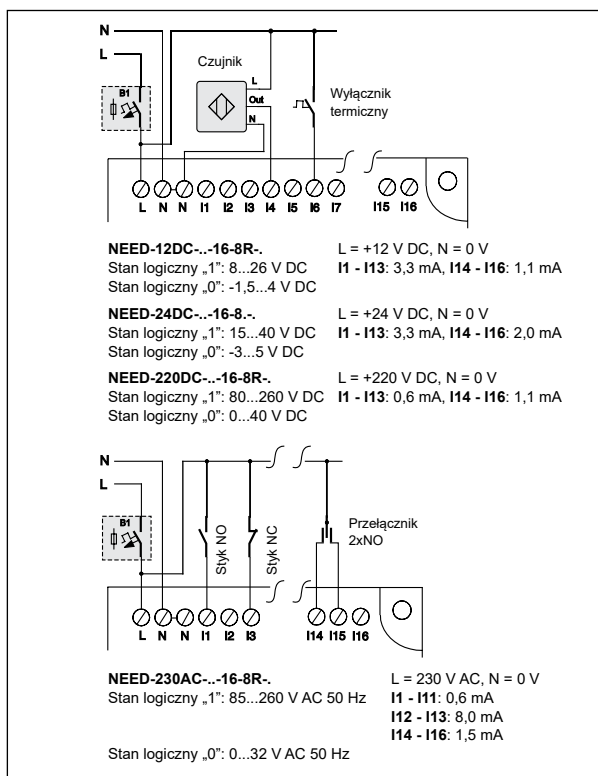 N
L
B1
Czujnik
L
Out
N
Wyłącznik
termiczny
L N N I1 I2 I3 I4 I5 I6 I7 I15 I16
NEED-12DC-..-16-8R-. L = +12 V DC, N = 0 V
Stan logiczny „1”: 8...26 V DC I1 - I13: 3,3 mA, I14 - I16: 1,1 mA
Stan logiczny „0”: -1,5...4 V DC
NEED-24DC-..-16-8.-. L = +24 V DC, N = 0 V
Stan logiczny „1”: 15...40 V DC I1 - I13: 3,3 mA, I14 - I16: 2,0 mA
Stan logiczny „0”: -3...5 V DC
NEED-220DC-..-16-8R-. L = +220 V DC, N = 0 V
Stan logiczny „1”: 80...260 V DC I1 - I13: 0,6 mA, I14 - I16: 1,1 mA
Stan logiczny „0”: 0...40 V DC
N
L
B1
Styk NO
Styk NC
Przełącznik
2xNO
L N N I1 I2 I3 I14 I15 I16
NEED-230AC-..-16-8R-. L = 230 V AC, N = 0 V
Stan logiczny „1”: 85...260 V AC 50 Hz I1 - I11: 0,6 mA
I12 - I13: 8,0 mA
I14 - I16: 1,5 mA
Stan logiczny „0”: 0...32 V AC 50 Hz